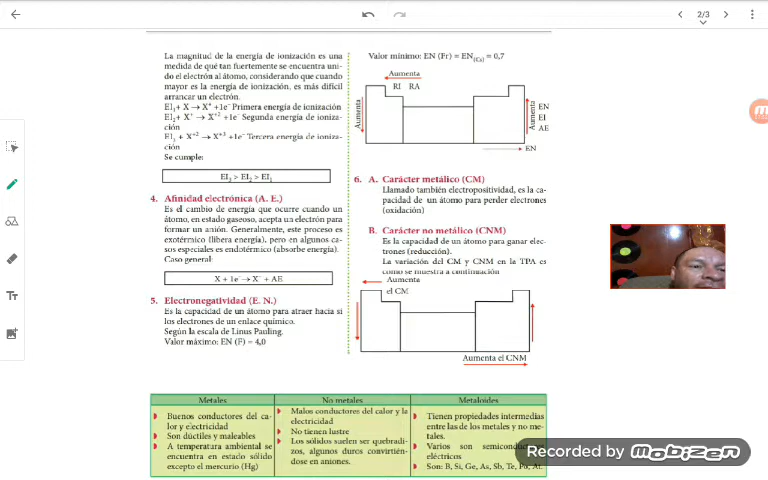 2/3
La magnitud de la energía de ionización es una
medida de qué tan fuertemente se encuentra uni-
do el electrón al átomo, considerando que cuando
mayor es la energía de ionización, es más difícil
arrancar un electrón.
EI₁+ X → X⁺ +1e⁻ Primera energía de ionización
EI₂+ X⁺ → X⁺² +1e⁻ Segunda energía de ioniza-
ción
EI₃ + X⁺² → X⁺³ +1e⁻ Tercera energía de ioniza-
ción
Se cumple:
EI₃ > EI₂ > EI₁
4. Afinidad electrónica (A. E.)
Es el cambio de energía que ocurre cuando un
átomo, en estado gaseoso, acepta un electrón para
formar un anión. Generalmente, este proceso es
exotérmico (libera energía), pero en algunos ca-
sos especiales es endotérmico (absorbe energía).
Caso general:
X + 1e⁻ → X⁻ + AE
5. Electronegatividad (E. N.)
Es la capacidad de un átomo para atraer hacia sí
los electrones de un enlace químico.
Según la escala de Linus Pauling.
Valor máximo: EN (F) = 4,0
Valor mínimo: EN (Fr) = EN(Cs) = 0,7
Aumenta
RI RA
Aumenta
Aumenta
EN
EI
AE
EN
6. A. Carácter metálico (CM)
Llamado también electropositividad, es la ca-
pacidad de un átomo para perder electrones
(oxidación)
B. Carácter no metálico (CNM)
Es la capacidad de un átomo para ganar elec-
trones (reducción).
La variación del CM y CNM en la TPA es
como se muestra a continuación
Aumenta
el CM
Aumenta el CNM
Metales
Buenos conductores del ca-
lor y electricidad
Son dúctiles y maleables
A temperatura ambiental se
encuentra en estado sólido
excepto el mercurio (Hg)
No metales
Malos conductores del calor y la
electricidad
No tienen lustre
Los sólidos suelen ser quebradi-
zos, algunos duros convirtién-
dose en aniones.
Metaloides
Tienen propiedades intermedias
entre las de los metales y no me-
tales.
Varios son semiconductores
eléctricos
Son: B, Si, Ge, As, Sb, Te, Po, At.
Recorded by mobizen
Tт